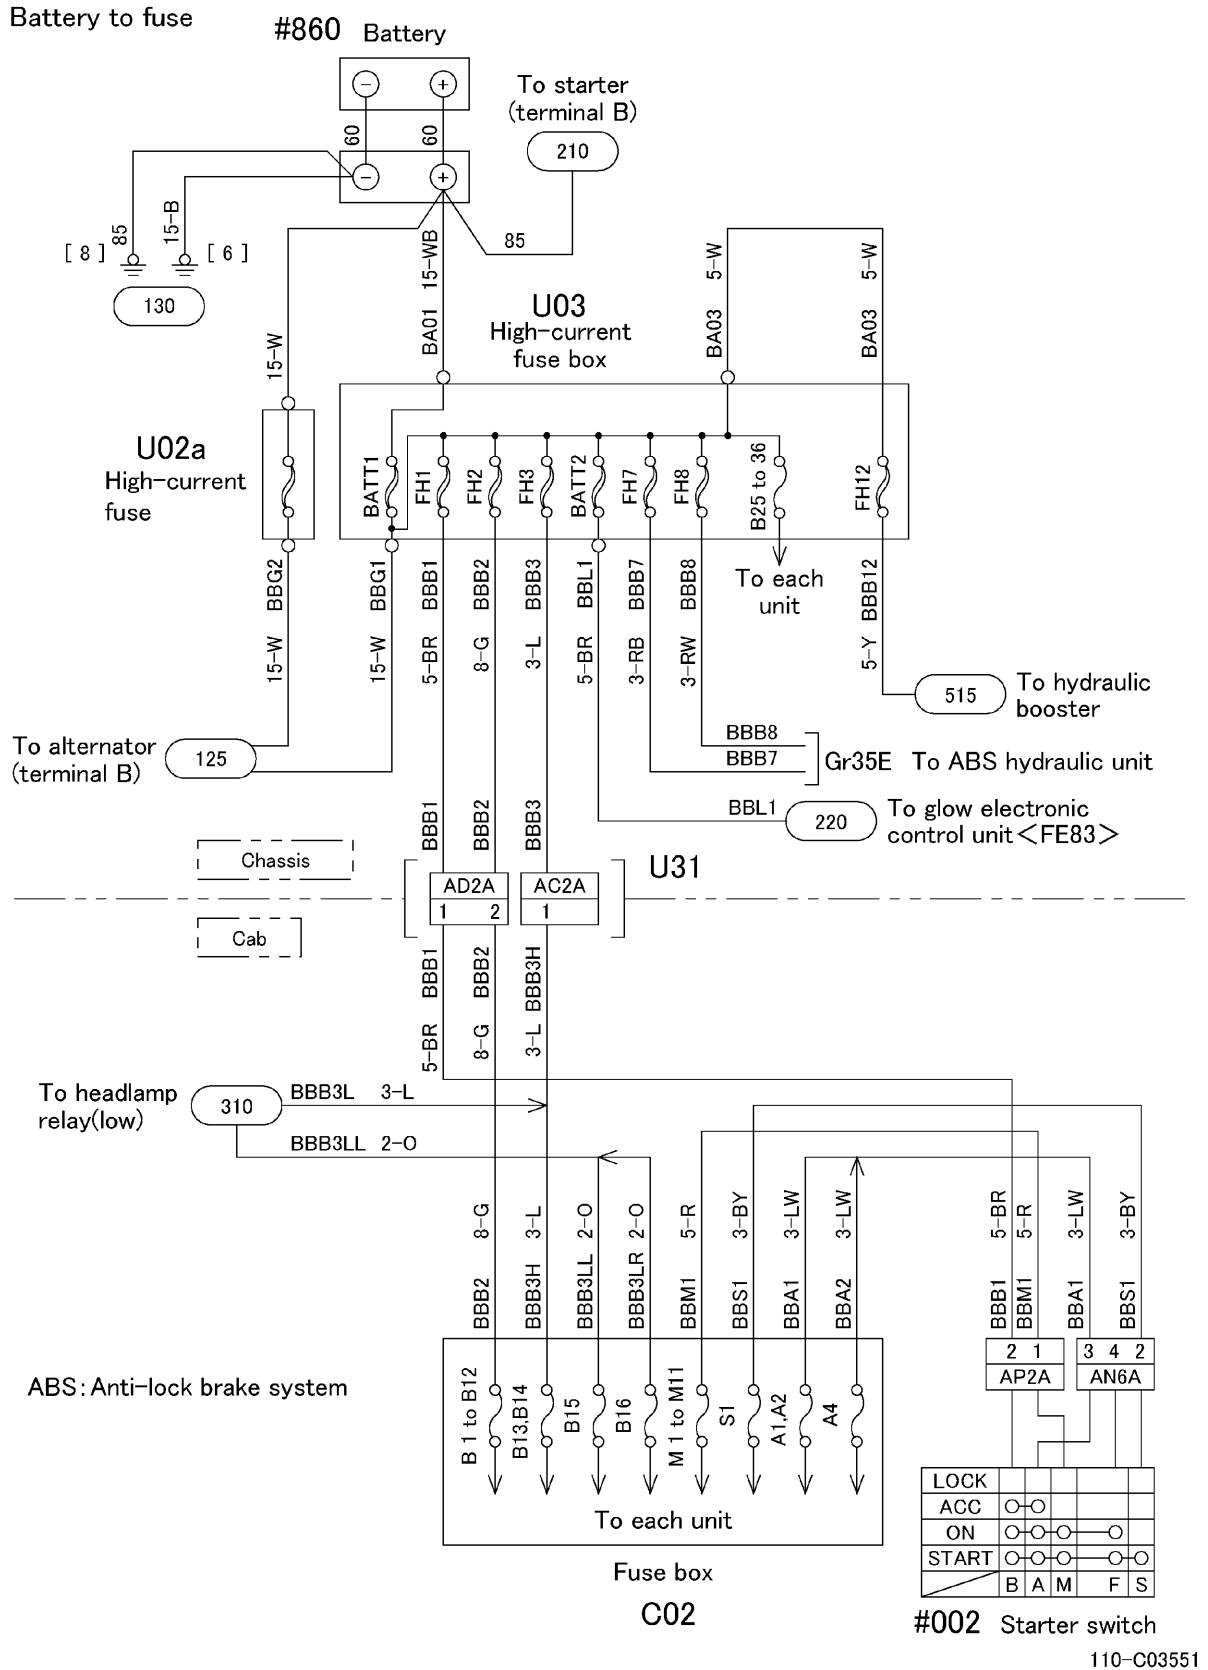 Battery to fuse
#860 Battery
To starter
(terminal B)
210
60
60
85
15-B
[ 8 ]
[ 6 ]
130
85
15-WB
BA01
5-W
BA03
5-W
BA03
15-W
U03
High-current
fuse box
U02a
High-current
fuse
BATT1
FH1
FH2
FH3
BATT2
FH7
FH8
B25 to 36
FH12
To each
unit
15-W BBG2
15-W BBG1
5-BR BBB1
8-G BBB2
3-L BBB3
5-BR BBL1
3-RB BBB7
3-RW BBB8
5-Y BBB12
515
To hydraulic
booster
To alternator
(terminal B)
125
BBB8
BBB7
Gr35E To ABS hydraulic unit
BBL1
220
To glow electronic
control unit<FE83>
BBB1
BBB2
BBB3
Chassis
Cab
AD2A
1 2
AC2A
1
U31
5-BR BBB1
8-G BBB2
3-L BBB3H
To headlamp
relay(low)
310
BBB3L 3-L
BBB3LL 2-O
BBB2 8-G
BBB3H 3-L
BBB3LL 2-O
BBB3LR 2-O
BBM1 5-R
BBS1 3-BY
BBA1 3-LW
BBA2 3-LW
BBB1 5-BR
BBM1 5-R
BBA1 3-LW
BBS1 3-BY
2 1
AP2A
3 4 2
AN6A
ABS:Anti-lock brake system
B 1 to B12
B13,B14
B15
B16
M 1 to M11
S1
A1,A2
A4
To each unit
Fuse box
C02
LOCK
ACC
ON
START
B A M F S
#002 Starter switch
110-C03551